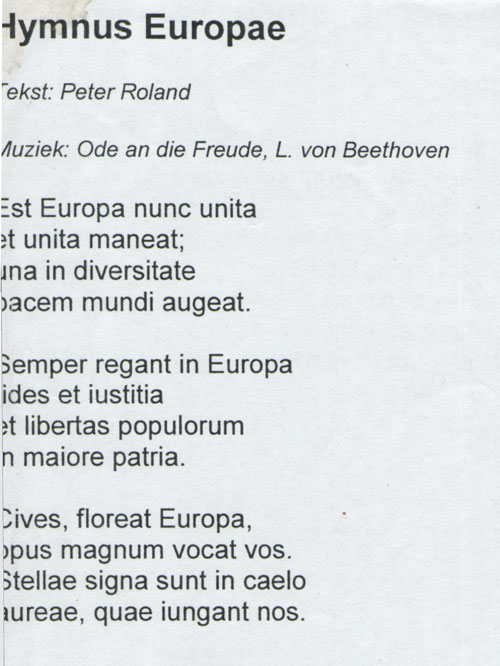 Hymnus Europae
Tekst: Peter Roland
Muziek: Ode an die Freude, L. von Beethoven
Est Europa nunc unita
et unita maneat;
una in diversitate
pacem mundi augeat.
Semper regant in Europa
ides et iustitia
et libertas populorum
n maiore patria.
Cives, floreat Europa,
opus magnum vocat vos.
Stellae signa sunt in caelo
aureae, quae iungant nos.